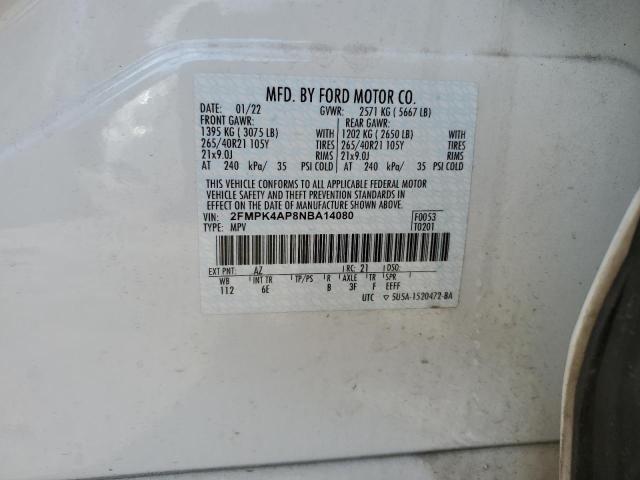 MFD. BY FORD MOTOR CO.
DATE: 01/22 GVWR: 2571 KG ( 5667 LB)
FRONT GAWR: REAR GAWR:
1395 KG ( 3075 LB) WITH 1202 KG ( 2650 LB) WITH
265/40R21 105Y TIRES 265/40R21 105Y TIRES
21x9.0J RIMS 21x9.0J RIMS
AT 240 kPa/ 35 PSI COLD AT 240 kPa/ 35 PSI COLD
THIS VEHICLE CONFORMS TO ALL APPLICABLE FEDERAL MOTOR
VEHICLE SAFETY AND THEFT PREVENTION STANDARDS IN
EFFECT ON THE DATE OF MANUFACTURE SHOWN ABOVE.
VIN: 2FMPK4AP8NBA14080 F0053
TYPE: MPV T0201
EXT PNT: AZ RC: 21 DSO:
WB INT TR TP/PS R AXLE TR SPR
112 6E B 3F F EEFF
UTC ▽ 5U5A-1520472-BA